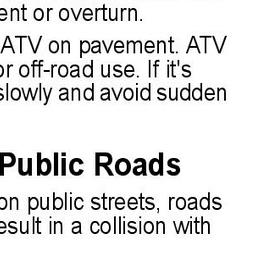 ent or overturn.
ATV on pavement. ATV
or off-road use. If it's
slowly and avoid sudden
Public Roads
on public streets, roads
esult in a collision with